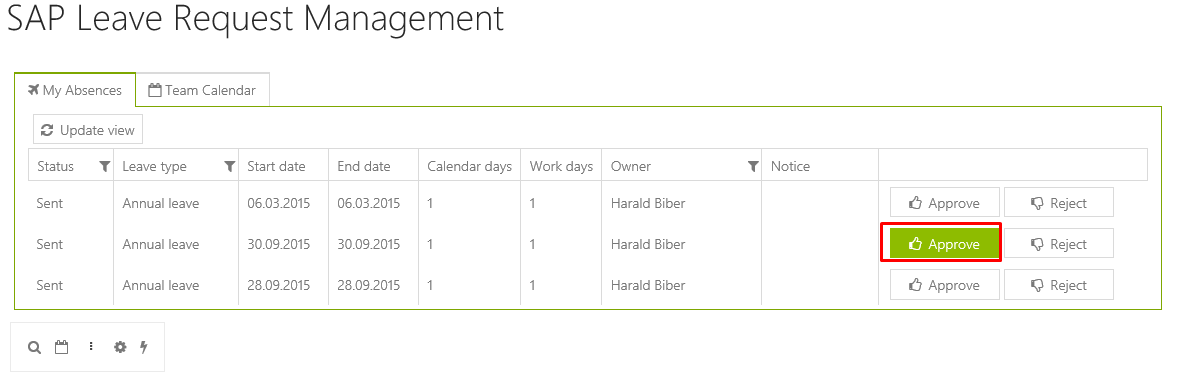 SAP Leave Request Management
My Absences Team Calendar
Update view
Status Leave type Start date End date Calendar days Work days Owner Notice
Sent Annual leave 06.03.2015 06.03.2015 1 1 Harald Biber Approve Reject
Sent Annual leave 30.09.2015 30.09.2015 1 1 Harald Biber Approve Reject
Sent Annual leave 28.09.2015 28.09.2015 1 1 Harald Biber Approve Reject